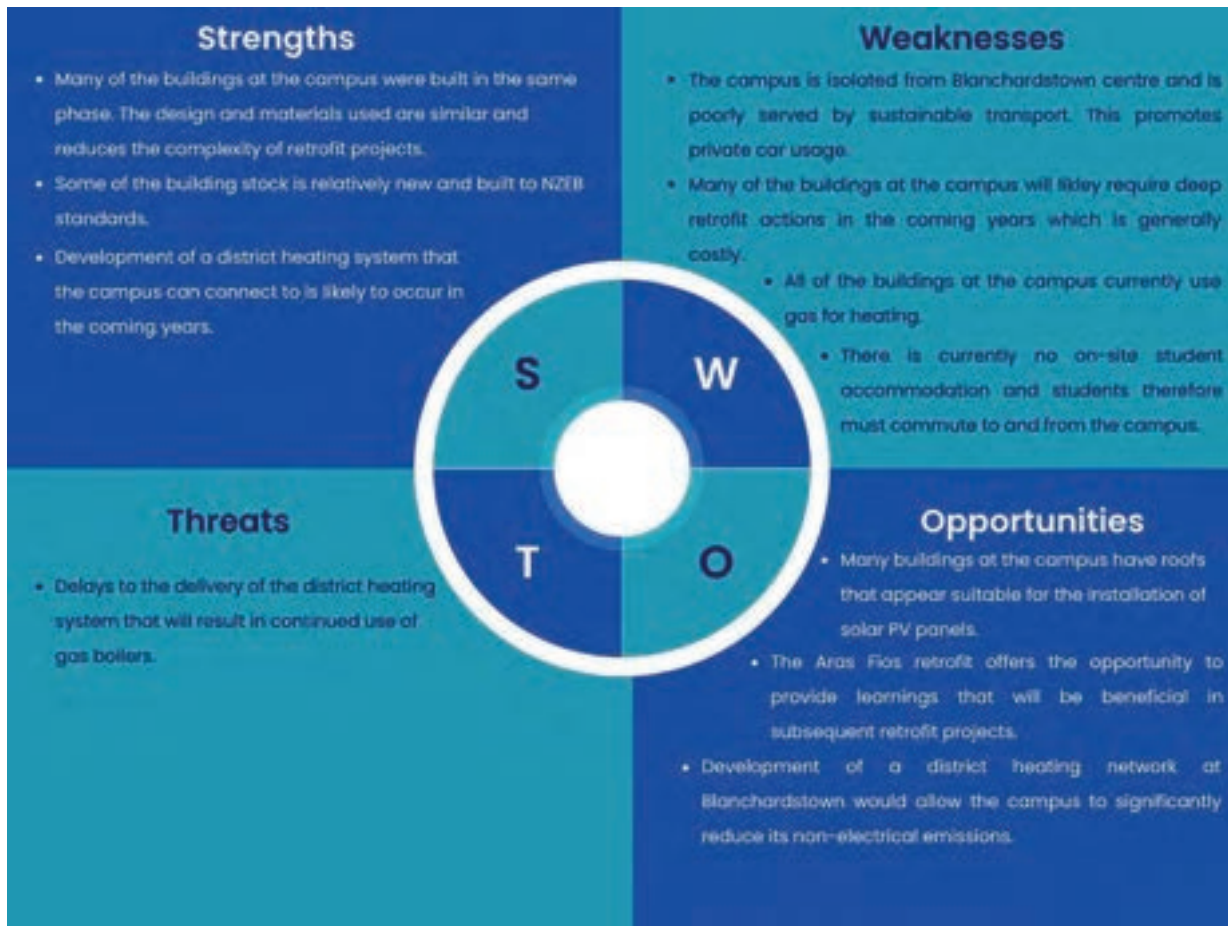 Strengths
• Many of the buildings at the campus were built in the same
phase. The design and materials used are similar and
reduces the complexity of retrofit projects.
• Some of the building stock is relatively new and built to NZEB
standards.
• Development of a district heating system that
the campus can connect to is likely to occur in
the coming years.
Weaknesses
• The campus is isolated from Blanchardstown centre and is
poorly served by sustainable transport. This promotes
private car usage.
• Many of the buildings at the campus will likley require deep
retrofit actions in the coming years which is generally
costly.
• All of the buildings at the campus currently use
gas for heating.
• There is currently no on-site student
accommodation and students therefore
must commute to and from the campus.
S
W
T
O
Threats
• Delays to the delivery of the district heating
system that will result in continued use of
gas boilers.
Opportunities
• Many buildings at the campus have roofs
that appear suitable for the installation of
solar PV panels.
• The Aras Fios retrofit offers the opportunity to
provide learnings that will be beneficial in
subsequent retrofit projects.
• Development of a district heating network at
Blanchardstown would allow the campus to significantly
reduce its non-electrical emissions.